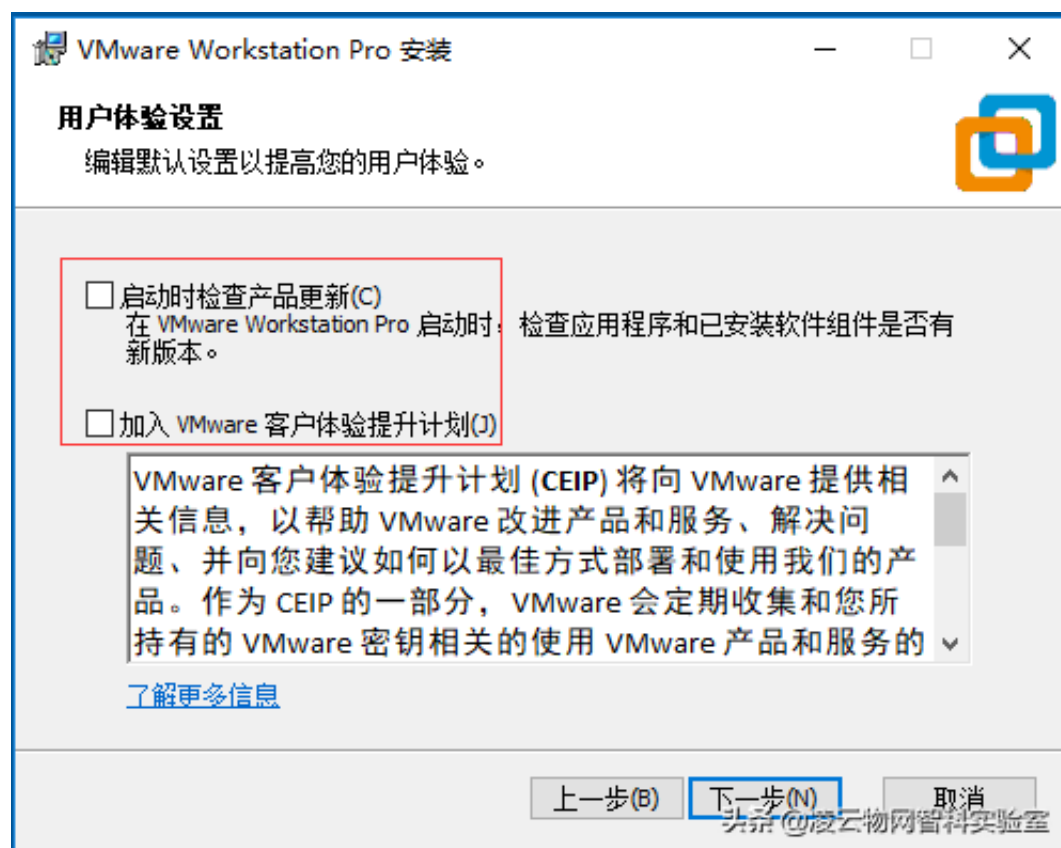 VMware Workstation Pro 安装
用户体验设置
编辑默认设置以提高您的用户体验。
启动时检查产品更新(C)
在 VMware Workstation Pro 启动时，检查应用程序和已安装软件组件是否有
新版本。
加入 VMware 客户体验提升计划(J)
VMware 客户体验提升计划 (CEIP) 将向 VMware 提供相
关信息，以帮助 VMware 改进产品和服务、解决问
题、并向您建议如何以最佳方式部署和使用我们的产
品。作为 CEIP 的一部分，VMware 会定期收集和您所
持有的 VMware 密钥相关的使用 VMware 产品和服务的
了解更多信息
上一步(B) 下一步(N) 取消
头条 @凌云物网智科实验室